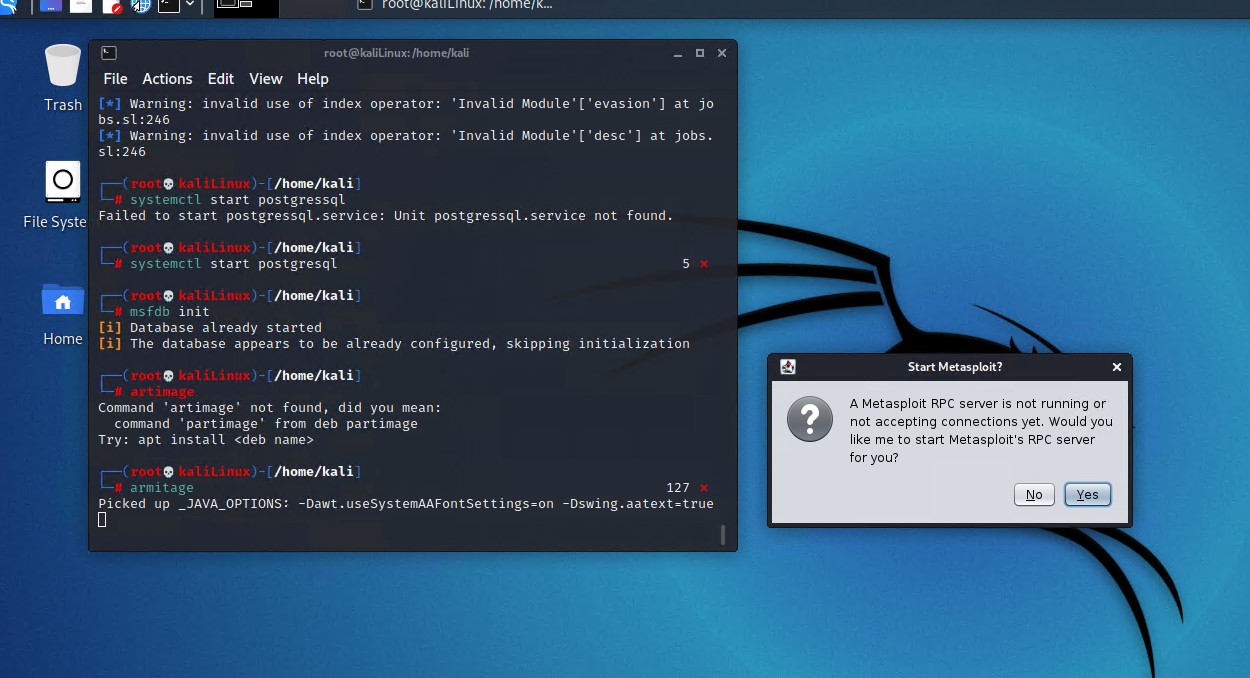 root@kaliLinux: /home/k...
Trash
File Syste
Home
root@kaliLinux: /home/kali
File Actions Edit View Help
[*] Warning: invalid use of index operator: 'Invalid Module'['evasion'] at jo
bs.sl:246
[*] Warning: invalid use of index operator: 'Invalid Module'['desc'] at jobs.
sl:246
┌──(root💀kaliLinux)-[/home/kali]
└─# systemctl start postgressql
Failed to start postgressql.service: Unit postgressql.service not found.
┌──(root💀kaliLinux)-[/home/kali]
└─# systemctl start postgresql 5 ⨯
┌──(root💀kaliLinux)-[/home/kali]
└─# msfdb init
[i] Database already started
[i] The database appears to be already configured, skipping initialization
┌──(root💀kaliLinux)-[/home/kali]
└─# artimage
Command 'artimage' not found, did you mean:
command 'partimage' from deb partimage
Try: apt install <deb name>
┌──(root💀kaliLinux)-[/home/kali]
└─# armitage 127 ⨯
Picked up _JAVA_OPTIONS: -Dawt.useSystemAAFontSettings=on -Dswing.aatext=true
Start Metasploit?
A Metasploit RPC server is not running or
not accepting connections yet. Would you
like me to start Metasploit's RPC server
for you?
No Yes